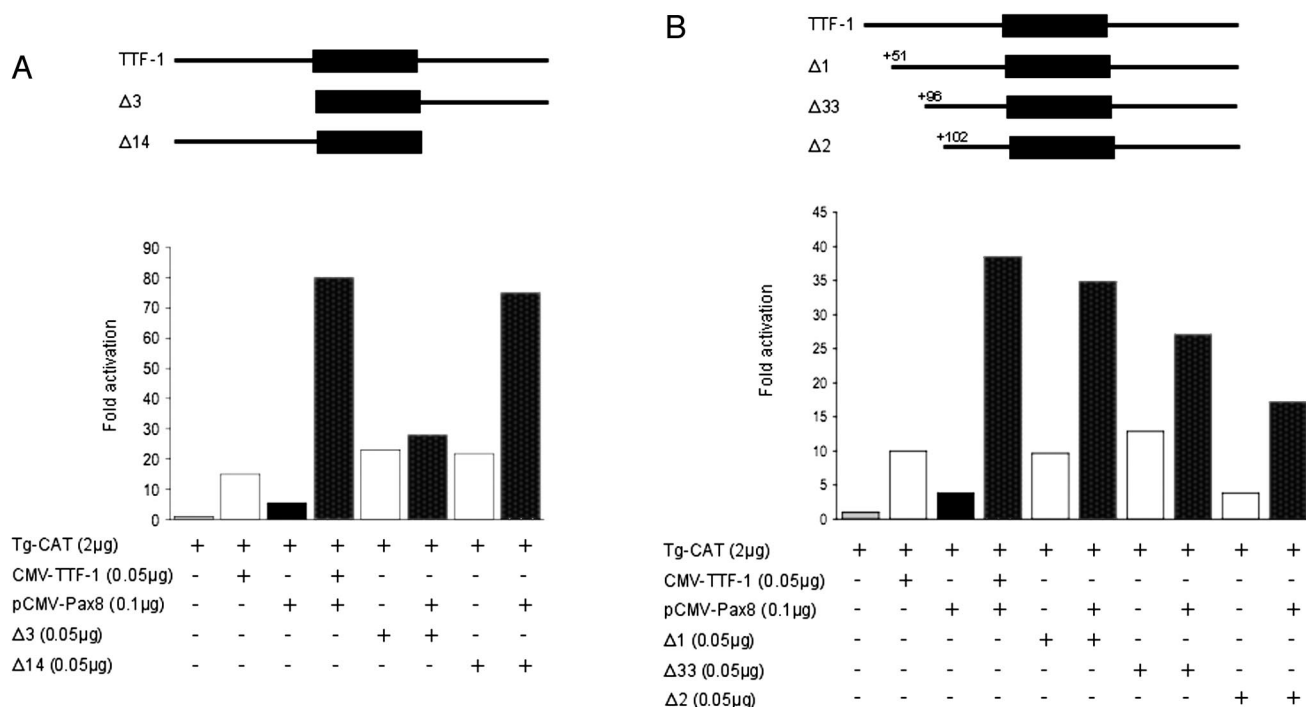 A
TTF-1
Δ3
Δ14
Fold activation
90
80
70
60
50
40
30
20
10
0
Tg-CAT (2µg) + + + + + + + +
CMV-TTF-1 (0.05µg) - + - + - - - -
pCMV-Pax8 (0.1µg) - - + + - + - +
Δ3 (0.05µg) - - - - + + - -
Δ14 (0.05µg) - - - - - - + +
B
TTF-1
Δ1 +51
Δ33 +96
Δ2 +102
Fold activation
45
40
35
30
25
20
15
10
5
0
Tg-CAT (2µg) + + + + + + + + + +
CMV-TTF-1 (0.05µg) - + - + - - - - - -
pCMV-Pax8 (0.1µg) - - + + - + - + - +
Δ1 (0.05µg) - - - - + + - - - -
Δ33 (0.05µg) - - - - - - + + - -
Δ2 (0.05µg) - - - - - - - - + +